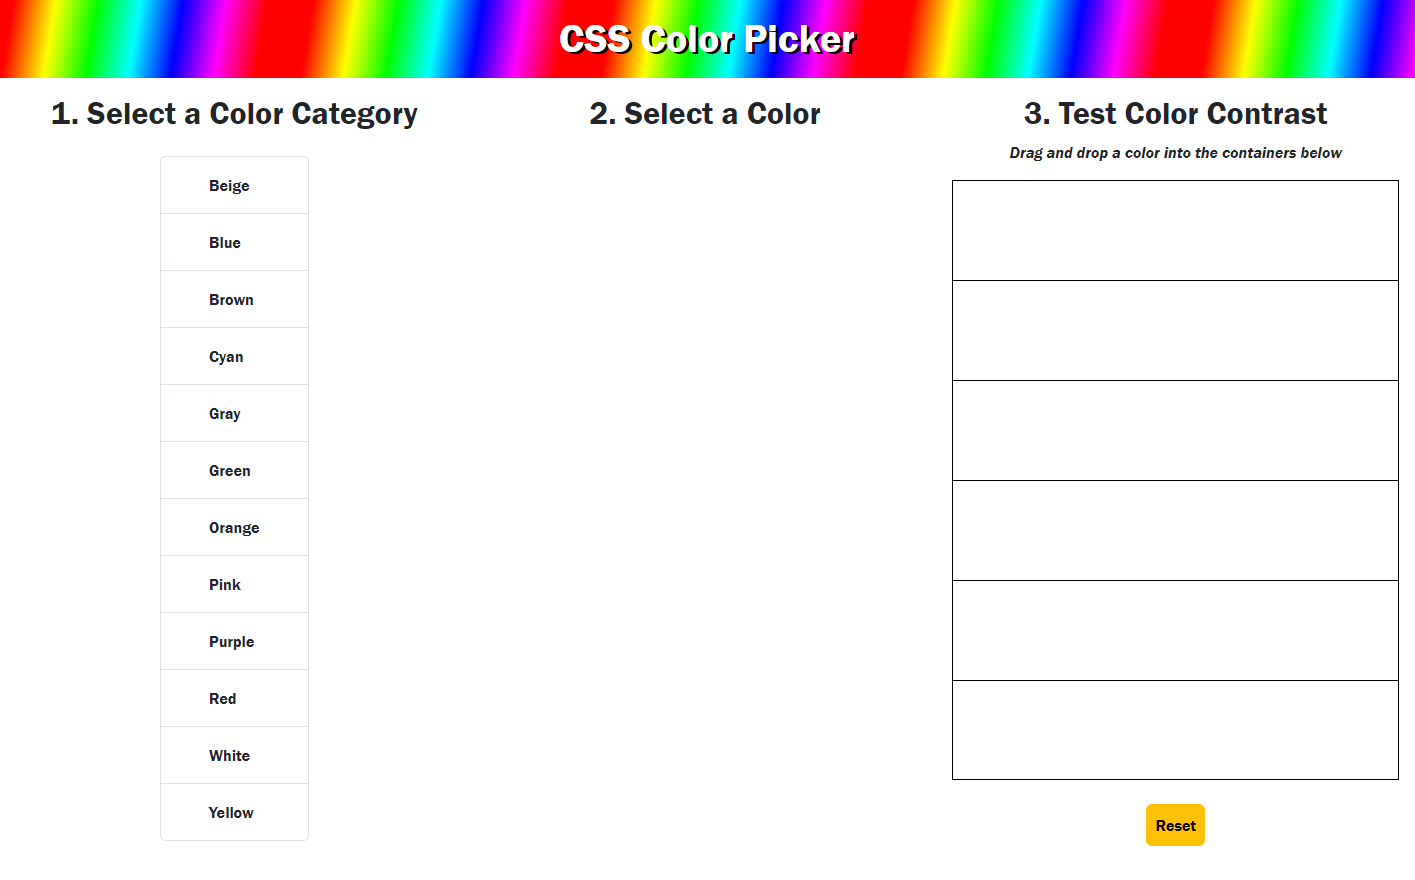 CSS Color Picker
1. Select a Color Category
Beige
Blue
Brown
Cyan
Gray
Green
Orange
Pink
Purple
Red
White
Yellow
2. Select a Color
3. Test Color Contrast
Drag and drop a color into the containers below
Reset